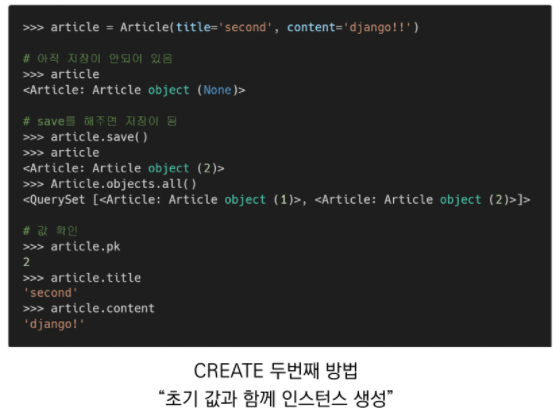 >>> article = Article(title='second', content='django!!')
# 아직 저장이 안되어 있음
>>> article
<Article: Article object (None)>
# save를 해주면 저장이 됨
>>> article.save()
>>> article
<Article: Article object (2)>
>>> Article.objects.all()
<QuerySet [<Article: Article object (1)>, <Article: Article object (2)>]>
# 값 확인
>>> article.pk
2
>>> article.title
'second'
>>> article.content
'django!'
CREATE 두번째 방법
“초기 값과 함께 인스턴스 생성”